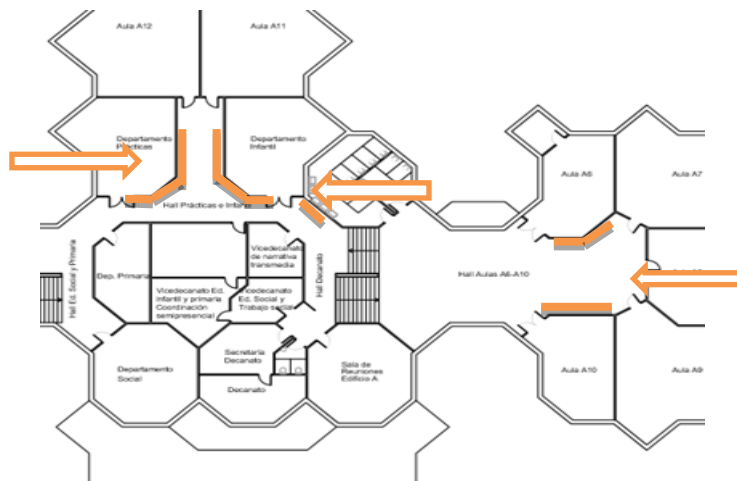 Aula A12
Aula A11
Departamento
Prácticas
Departamento
Infantil
Aula A6
Aula A7
Hall Prácticas e Infantil
Hall Ed. Social y Primaria
Dep. Primaria
Vicedecanato
de narrativa
transmedia
Hall Decanato
Hall Aulas A6-A10
Vicedecanato Ed.
infantil y primaria
Coordinación
semipresencial
Vicedecanato
Ed. Social y
Trabajo social
Secretaría
Decanato
Departamento
Social
Decanato
Sala de
Reuniones
Edificio A
Aula A10
Aula A9